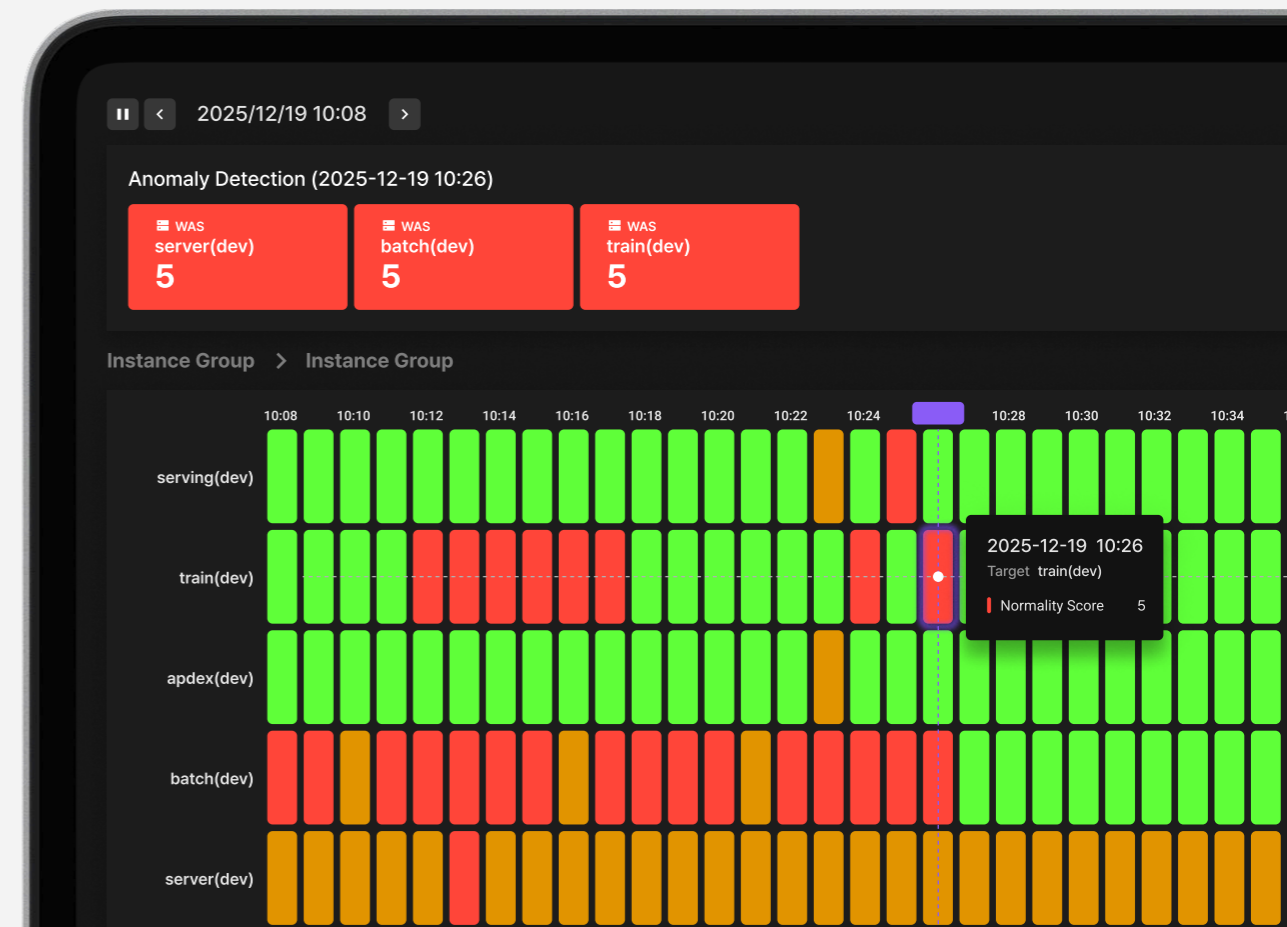 2025/12/19 10:08
Anomaly Detection (2025-12-19 10:26)
WAS
server(dev)
5
WAS
batch(dev)
5
WAS
train(dev)
5
Instance Group > Instance Group
10:08 10:10 10:12 10:14 10:16 10:18 10:20 10:22 10:24 10:28 10:30 10:32 10:34
serving(dev)
train(dev)
2025-12-19 10:26
Target train(dev)
Normality Score 5
apdex(dev)
batch(dev)
server(dev)